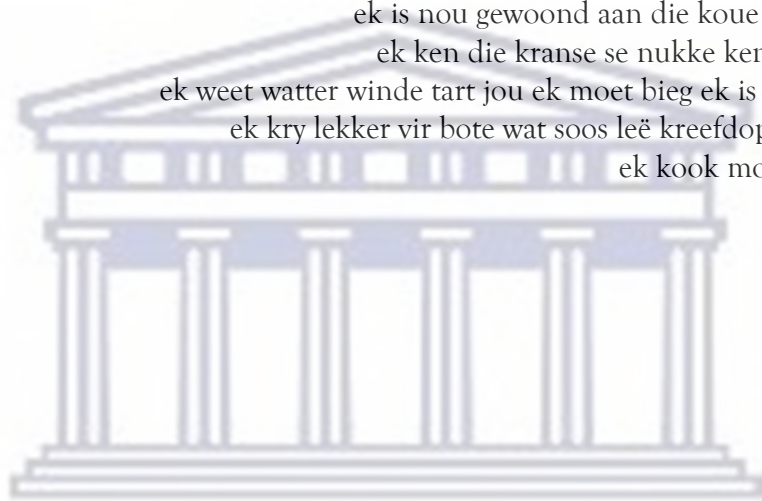 ek is nou gewoond aan die koue
ek ken die kranse se nukke ken
ek weet watter winde tart jou ek moet bieg ek is
ek kry lekker vir bote wat soos leë kreefdop
ek kook mo